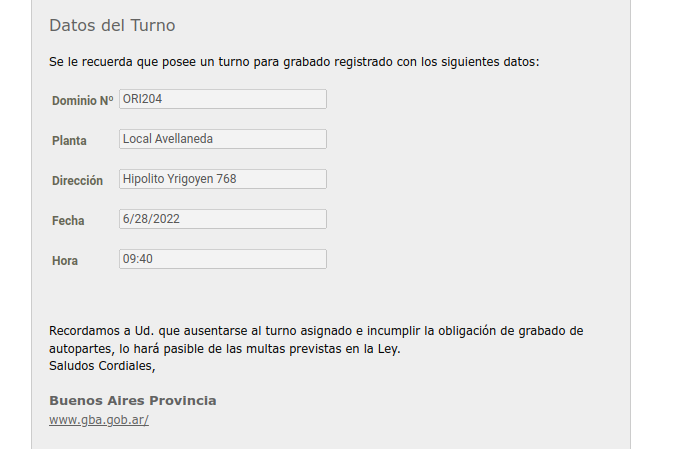 Datos del Turno
Se le recuerda que posee un turno para grabado registrado con los siguientes datos:
Dominio Nº ORI204
Planta Local Avellaneda
Dirección Hipolito Yrigoyen 768
Fecha 6/28/2022
Hora 09:40
Recordamos a Ud. que ausentarse al turno asignado e incumplir la obligación de grabado de
autopartes, lo hará pasible de las multas previstas en la Ley.
Saludos Cordiales,
Buenos Aires Provincia
www.gba.gob.ar/